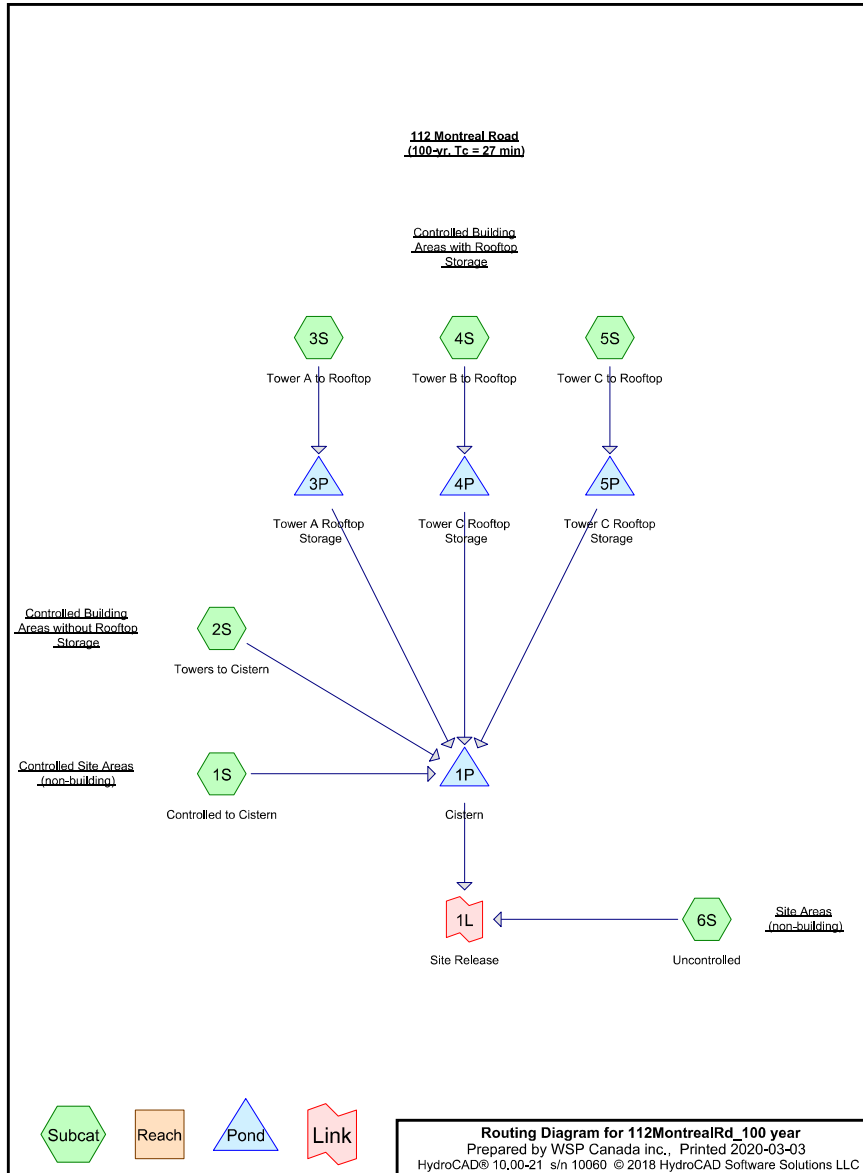 112 Montreal Road
(100-yr, Tc = 27 min)
Controlled Building
Areas with Rooftop
Storage
3S
4S
5S
Tower A to Rooftop
Tower B to Rooftop
Tower C to Rooftop
3P
4P
5P
Tower A Rooftop
Storage
Tower C Rooftop
Storage
Tower C Rooftop
Storage
Controlled Building
Areas without Rooftop
Storage
2S
Towers to Cistern
Controlled Site Areas
(non-building)
1S
Controlled to Cistern
1P
Cistern
1L
Site Release
6S
Uncontrolled
Site Areas
(non-building)
Subcat
Reach
Pond
Link
Routing Diagram for 112MontrealRd_100 year
Prepared by WSP Canada inc., Printed 2020-03-03
HydroCAD® 10.00-21 s/n 10060 © 2018 HydroCAD Software Solutions LLC